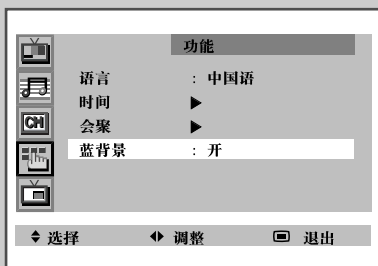 功能
语言 : 中国语
时间 ▶
会聚 ▶
蓝背景 : 开
CH
选择 调整 退出